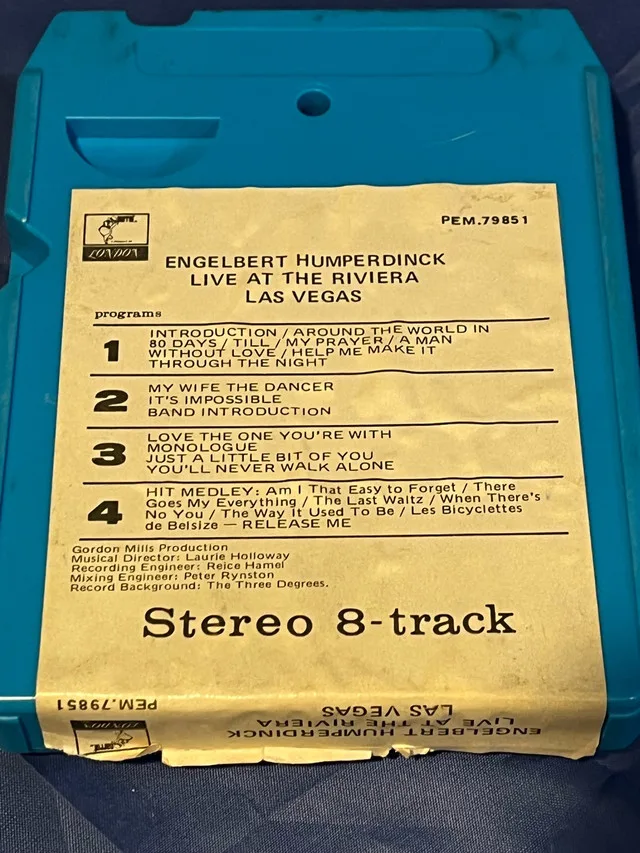 PEM.79851
LONDON
ENGELBERT HUMPERDINCK
LIVE AT THE RIVIERA
LAS VEGAS
programs
1
INTRODUCTION / AROUND THE WORLD IN
80 DAYS / TILL / MY PRAYER / A MAN
WITHOUT LOVE / HELP ME MAKE IT
THROUGH THE NIGHT
2
MY WIFE THE DANCER
IT'S IMPOSSIBLE
BAND INTRODUCTION
3
LOVE THE ONE YOU'RE WITH
MONOLOGUE
JUST A LITTLE BIT OF YOU
YOU'LL NEVER WALK ALONE
4
HIT MEDLEY: Am I That Easy to Forget / There
Goes My Everything / The Last Waltz / When There's
No You / The Way It Used To Be / Les Bicyclettes
de Belsize — RELEASE ME
Gordon Mills Production
Musical Director: Laurie Holloway
Recording Engineer: Reice Hamel
Mixing Engineer: Peter Rynston
Record Background: The Three Degrees.
Stereo 8-track
PEM.79851
LONDON
ENGELBERT HUMPERDINCK
LIVE AT THE RIVIERA
LAS VEGAS